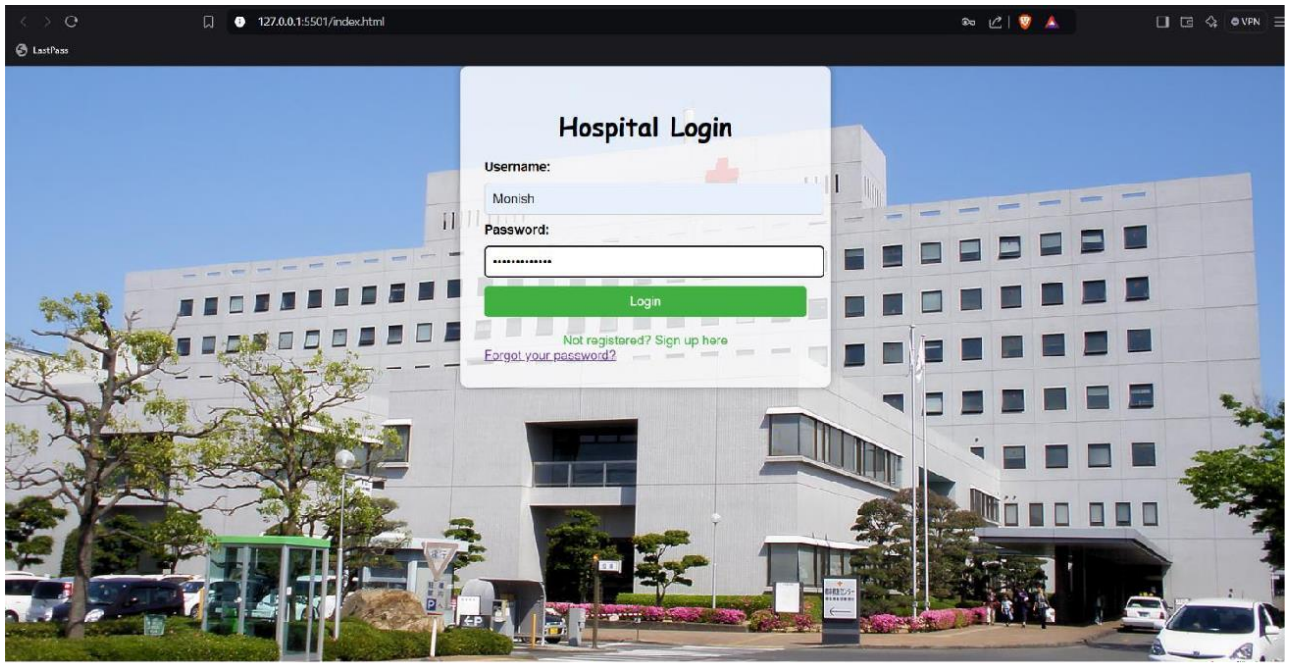 127.0.0.1:5501/index.html
VPN
LastPass
Hospital Login
Username:
Monish
Password:
Login
Not registered? Sign up here
Forgot your password?
P
P